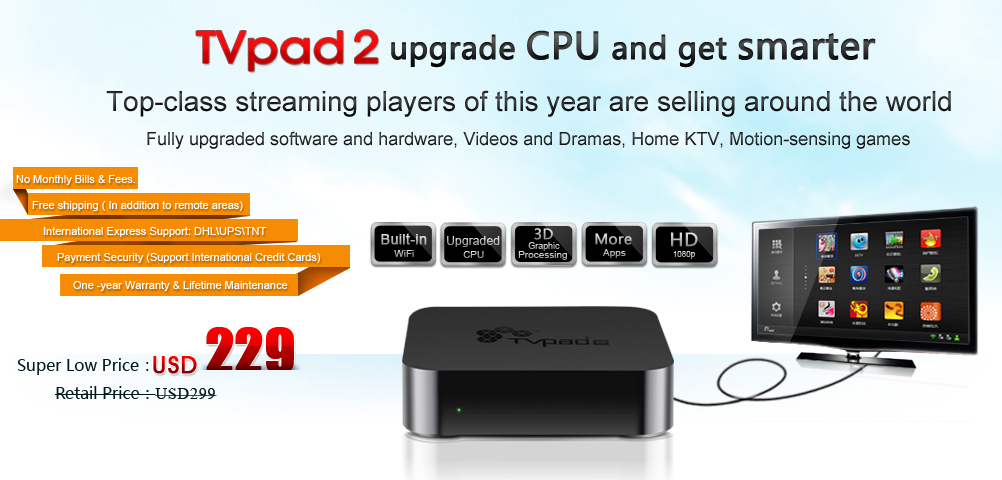 TVpad 2 upgrade CPU and get smarter
Top-class streaming players of this year are selling around the world
Fully upgraded software and hardware, Videos and Dramas, Home KTV, Motion-sensing games
No Monthly Bills & Fees.
Free shipping ( In addition to remote areas)
International Express Support: DHL\UPS\TNT
Payment Security (Support International Credit Cards)
One -year Warranty & Lifetime Maintenance
Built-in
WiFi
Upgraded
CPU
3D
Graphic
Processing
More
Apps
HD
1080p
TVpad
Super Low Price : USD 229
Retail Price : USD299